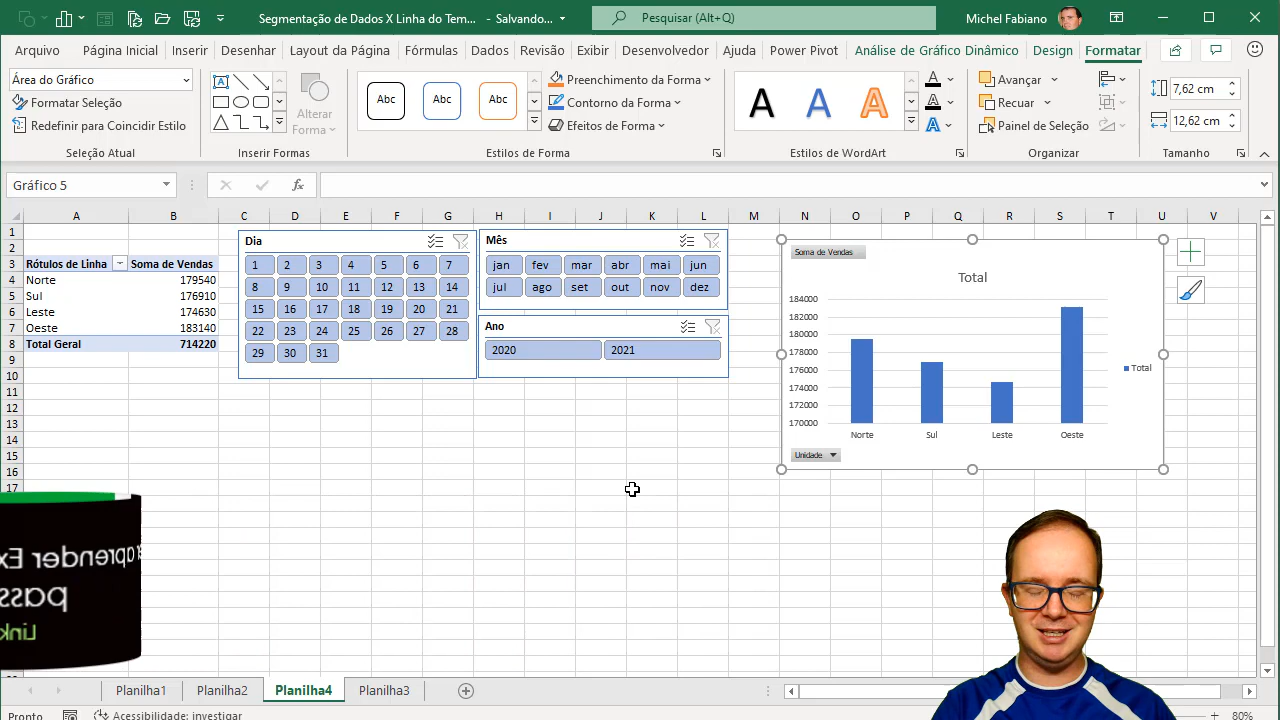 Segmentação de Dados X Linha do Tem... - Salvando...
Pesquisar (Alt+Q)
Michel Fabiano
Arquivo
Página Inicial
Inserir
Desenhar
Layout da Página
Fórmulas
Dados
Revisão
Exibir
Desenvolvedor
Ajuda
Power Pivot
Análise de Gráfico Dinâmico
Design
Formatar
Área do Gráfico
Formatar Seleção
Redefinir para Coincidir Estilo
Seleção Atual
Alterar
Forma
Inserir Formas
Abc
Abc
Abc
Preenchimento da Forma
Contorno da Forma
Efeitos de Forma
Estilos de Forma
A
A
A
A
A
A
Estilos de WordArt
Avançar
Recuar
Painel de Seleção
Organizar
7,62 cm
12,62 cm
Tamanho
Gráfico 5
fx
A B C D E F G H I J K L M N O P Q R S T U V
1
2
3 Rótulos de Linha Soma de Vendas
4 Norte 179540
5 Sul 176910
6 Leste 174630
7 Oeste 183140
8 Total Geral 714220
9
10
11
12
13
14
15
16
17
Dia
1 2 3 4 5 6 7
8 9 10 11 12 13 14
15 16 17 18 19 20 21
22 23 24 25 26 27 28
29 30 31
Mês
jan fev mar abr mai jun
jul ago set out nov dez
Ano
2020 2021
Soma de Vendas
Total
184000
182000
180000
178000
176000
174000
172000
170000
Norte Sul Leste Oeste
Total
Unidade
aprender Ex
pass
Link
Planilha1
Planilha2
Planilha4
Planilha3
Pronto
Acessibilidade: investigar
80%